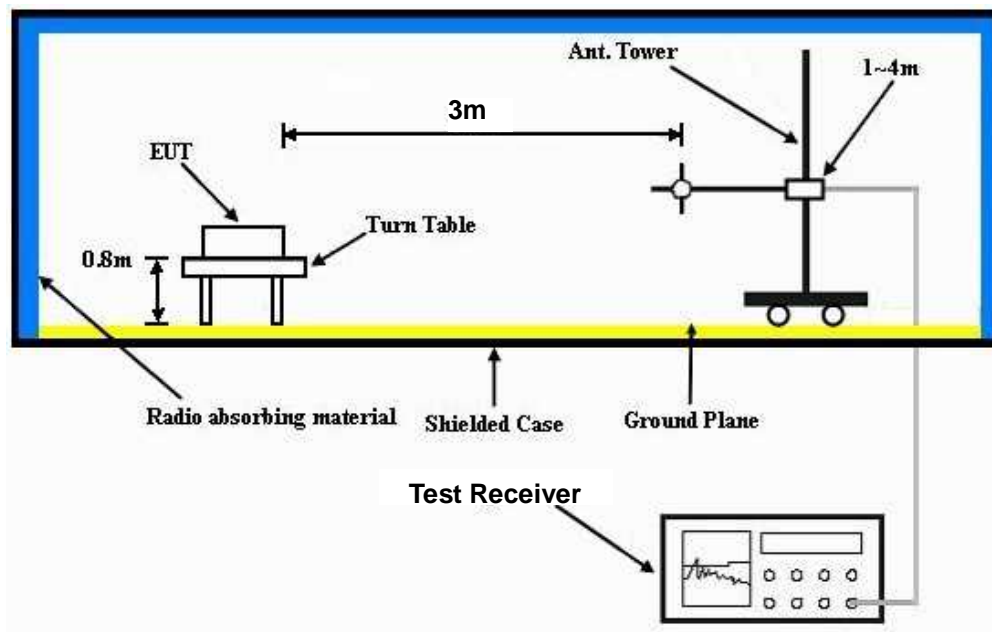 Ant. Tower
1~4m
3m
EUT
Turn Table
0.8m
Radio absorbing material
Shielded Case
Ground Plane
Test Receiver